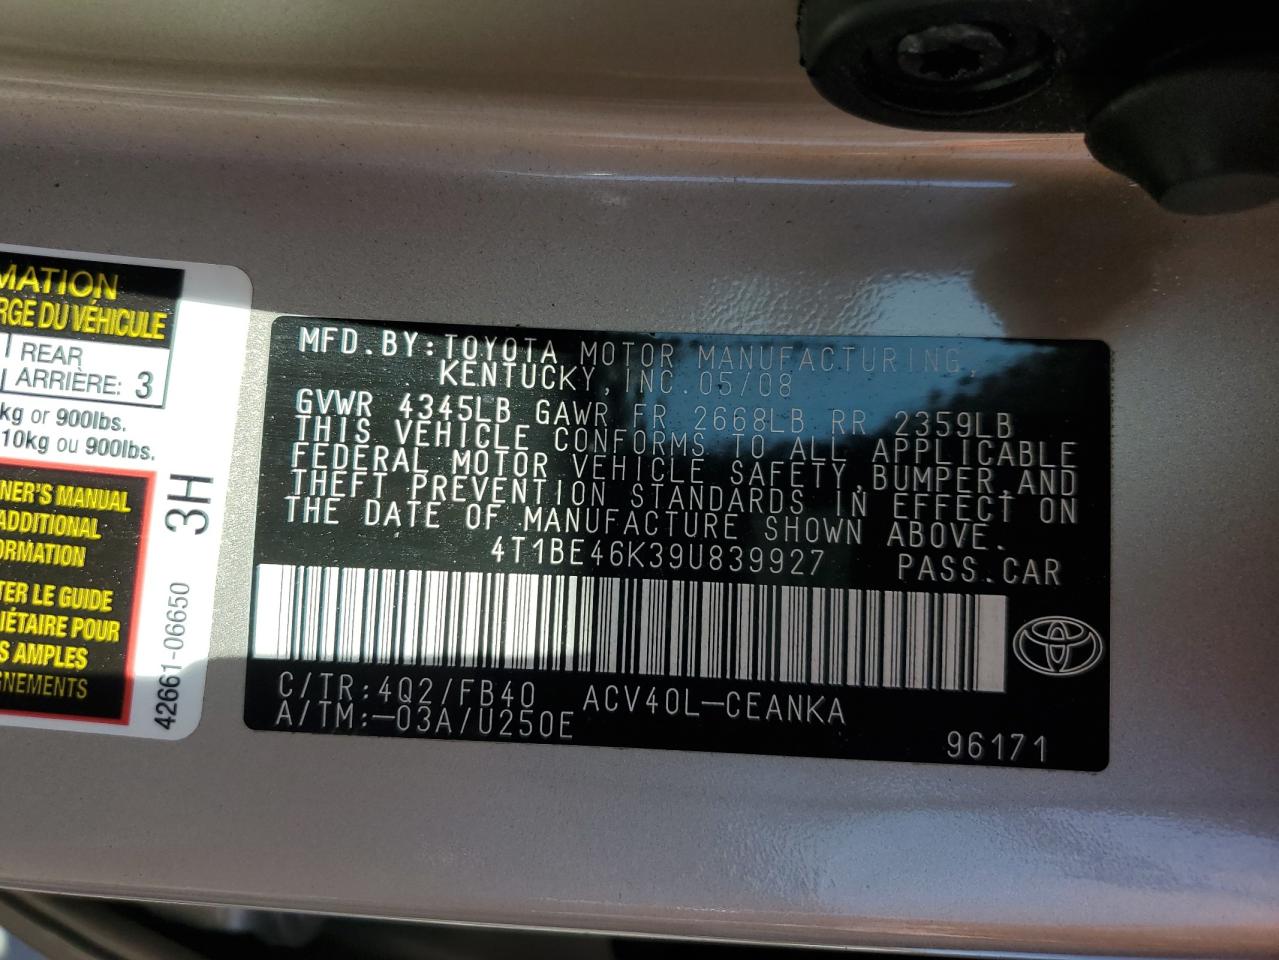 MATION
RGE DU VÉHICULE
REAR
ARRIÈRE: 3
kg or 900lbs.
10kg ou 900lbs.
NER'S MANUAL
ADDITIONAL
ORMATION
TER LE GUIDE
IÉTAIRE POUR
S AMPLES
GNEMENTS
42661-06650 3H
MFD.BY:TOYOTA MOTOR MANUFACTURING,
KENTUCKY, INC.05/08
GVWR 4345LB GAWR FR 2668LB RR 2359LB
THIS VEHICLE CONFORMS TO ALL APPLICABLE
FEDERAL MOTOR VEHICLE SAFETY,BUMPER,AND
THEFT PREVENTION STANDARDS IN EFFECT ON
THE DATE OF MANUFACTURE SHOWN ABOVE.
4T1BE46K39U839927 PASS.CAR
C/TR:4Q2/FB40 ACV40L-CEANKA
A/TM:-03A/U250E
96171